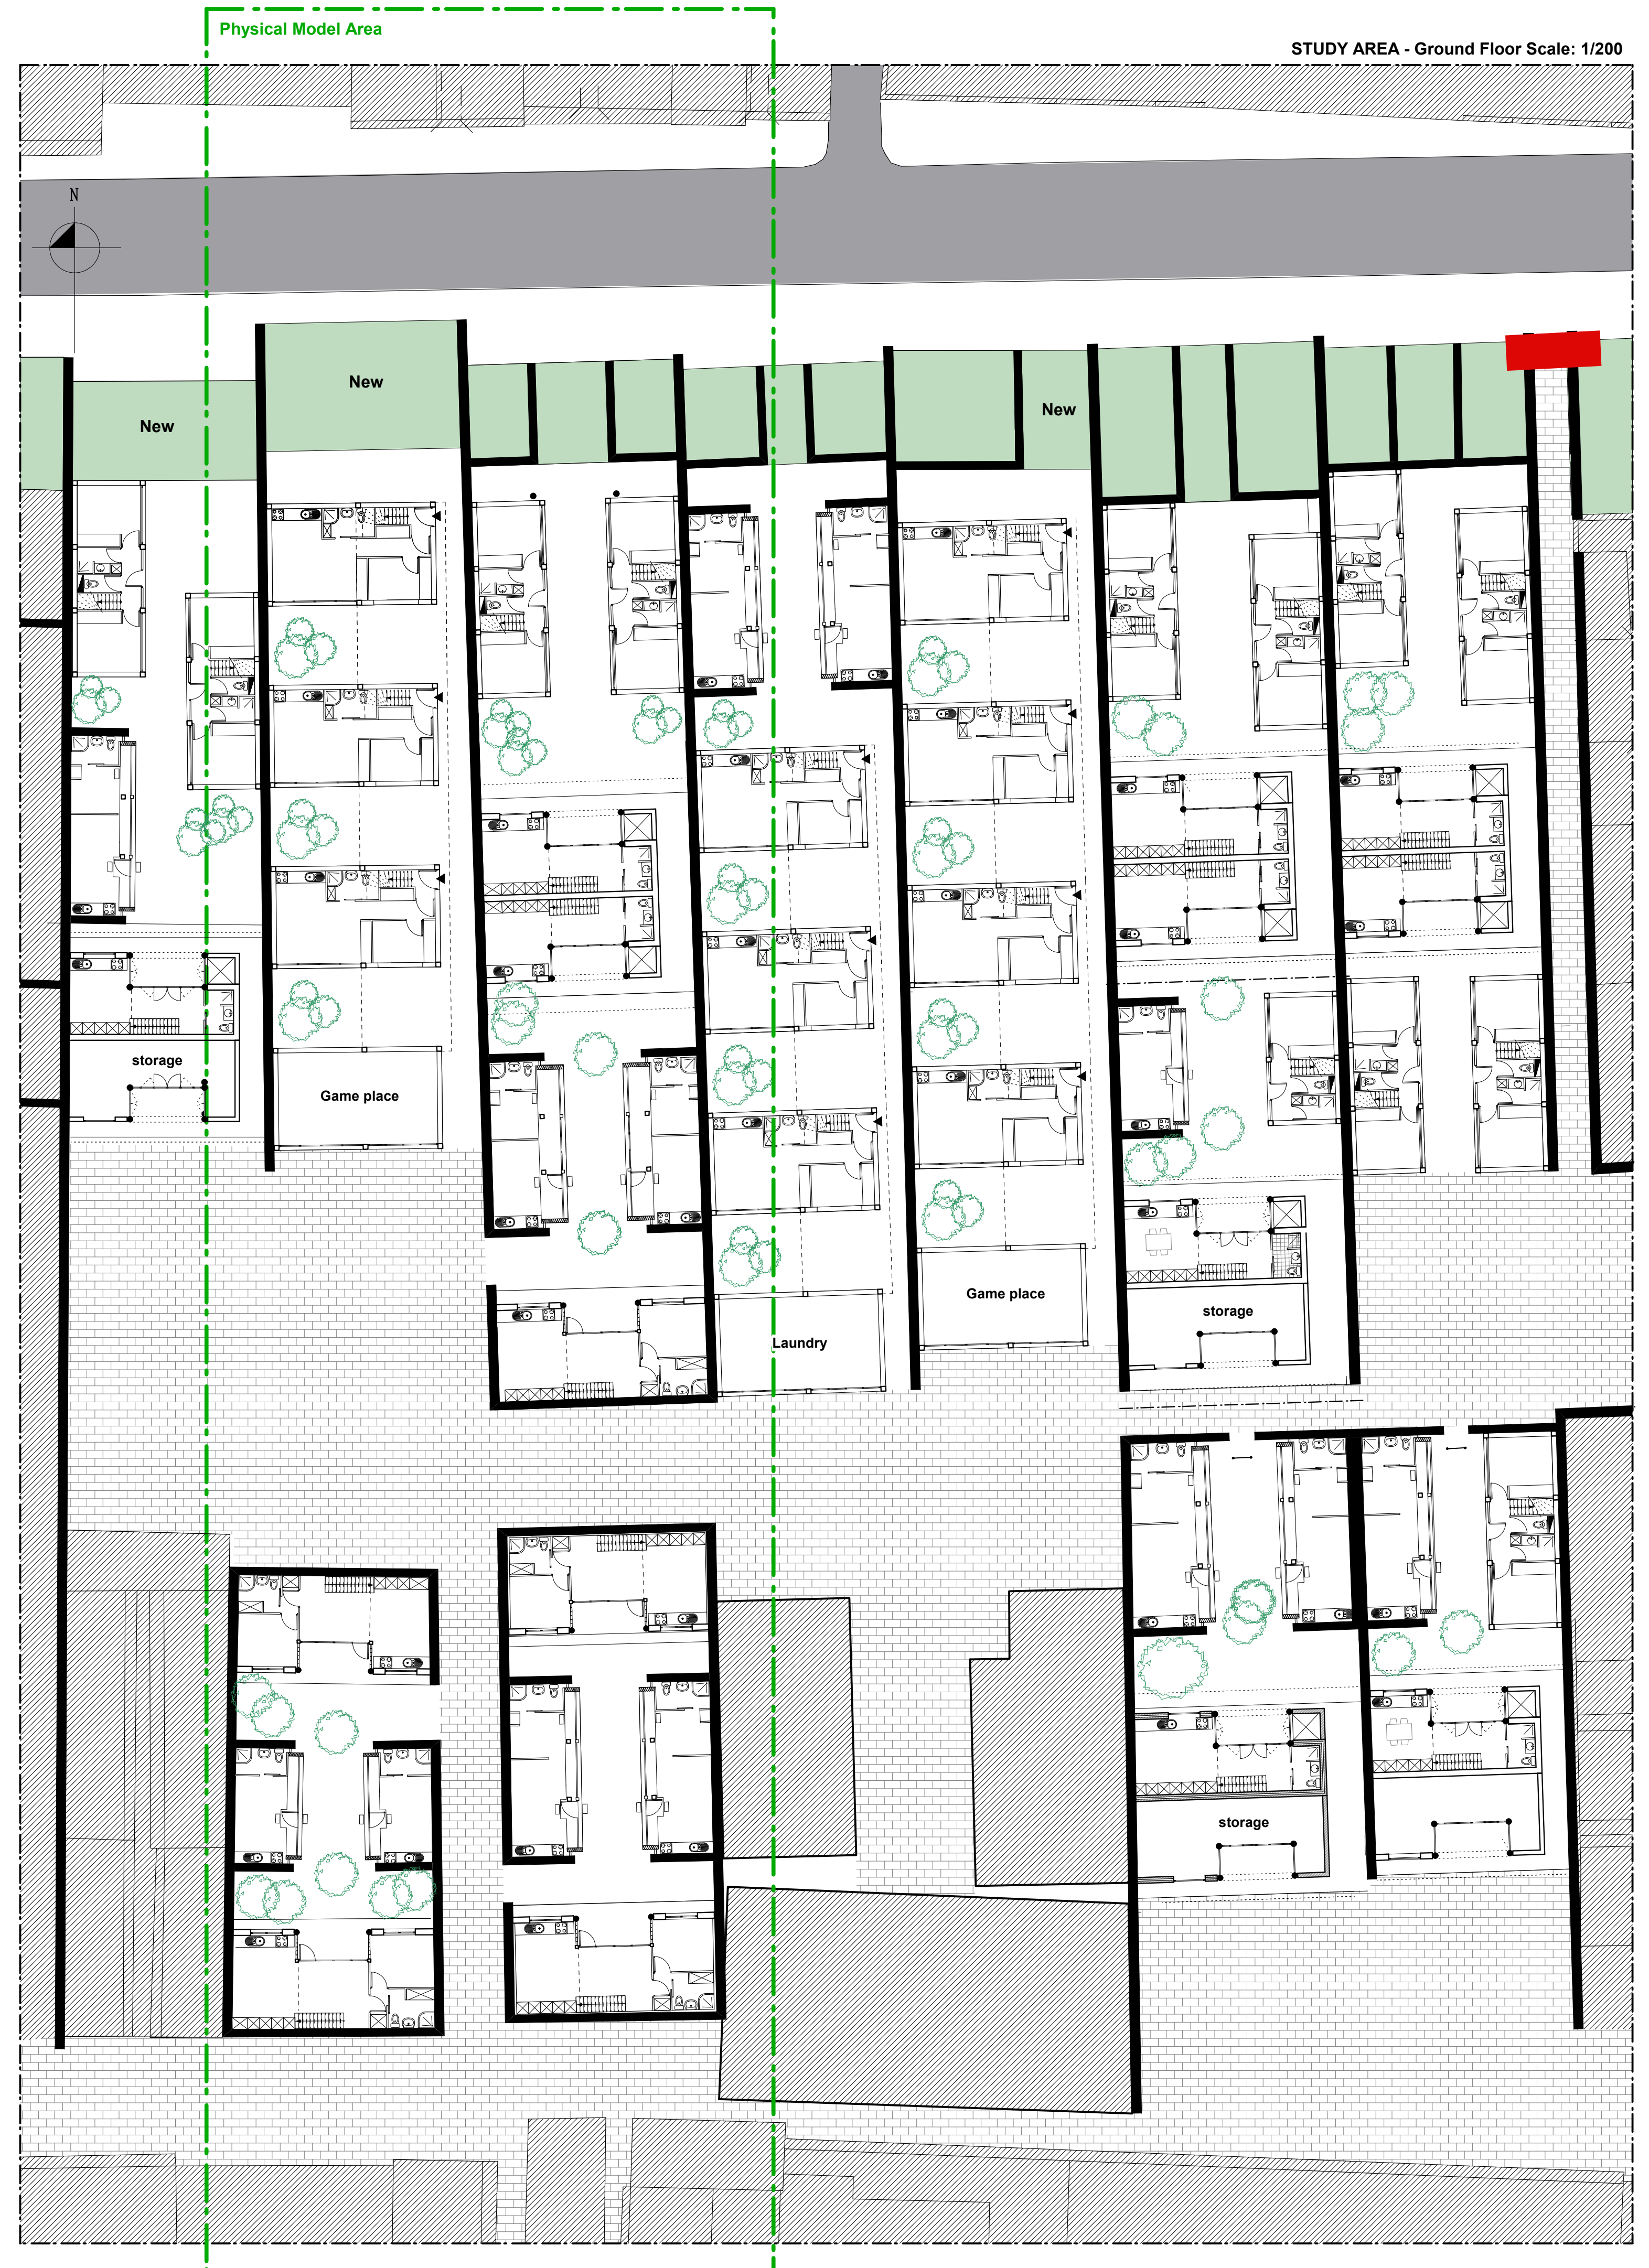 Physical Model Area
STUDY AREA - Ground Floor Scale: 1/200
N
New
New
New
storage
Game place
Game place
storage
Laundry
storage